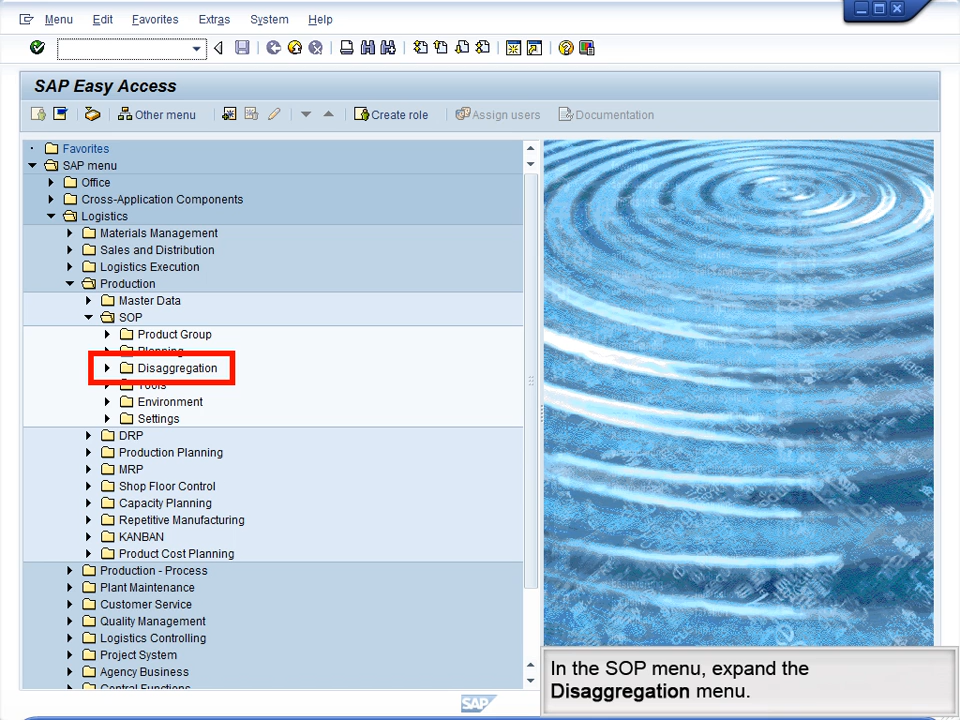 Menu Edit Favorites Extras System Help
SAP Easy Access
Other menu Create role Assign users Documentation
Favorites
SAP menu
Office
Cross-Application Components
Logistics
Materials Management
Sales and Distribution
Logistics Execution
Production
Master Data
SOP
Product Group
Planning
Disaggregation
Tools
Environment
Settings
DRP
Production Planning
MRP
Shop Floor Control
Capacity Planning
Repetitive Manufacturing
KANBAN
Product Cost Planning
Production - Process
Plant Maintenance
Customer Service
Quality Management
Logistics Controlling
Project System
Agency Business
Central Functions
SAP
In the SOP menu, expand the
Disaggregation menu.